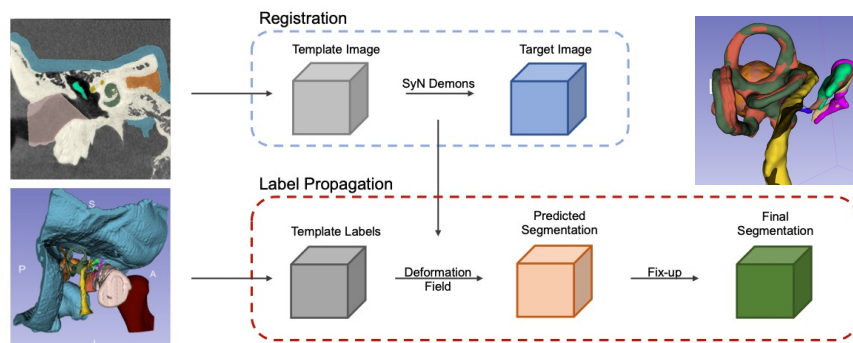 Registration
Template Image
Target Image
SyN Demons
Label Propagation
S
P
A
Template Labels
Deformation
Field
Predicted
Segmentation
Fix-up
Final
Segmentation